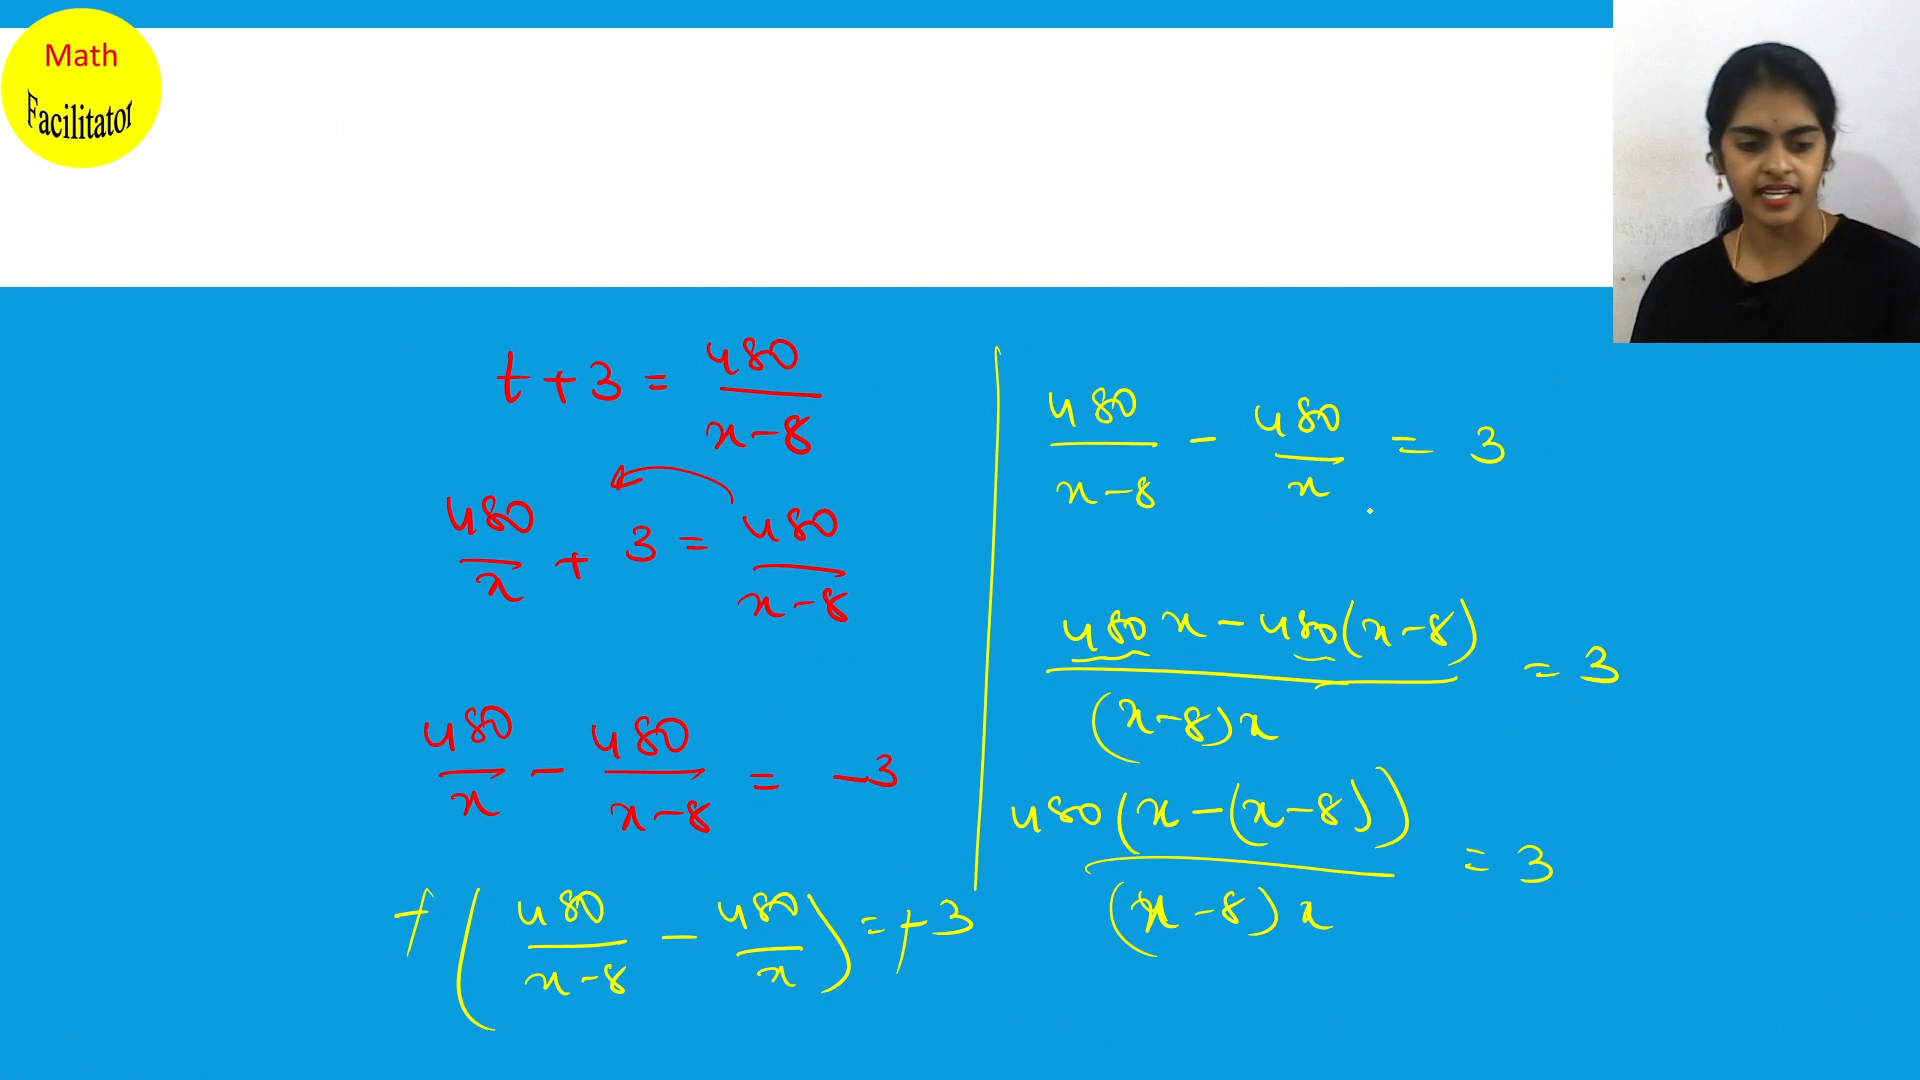 Math
Facilitator
t + 3 = 480/(x-8)
480/x + 3 = 480/(x-8)
480/x - 480/(x-8) = -3
-(480/(x-8) - 480/x) = -3
480/(x-8) - 480/x = 3
(480x - 480(x-8))/((x-8)x) = 3
480(x-(x-8))/((x-8)x) = 3